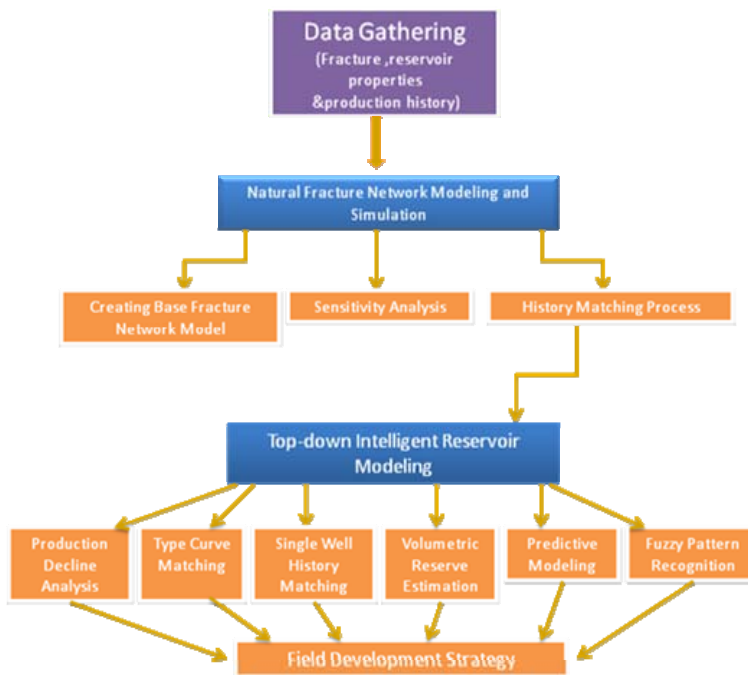 Data Gathering
(Fracture ,reservoir
properties
&production history)
Natural Fracture Network Modeling and
Simulation
Creating Base Fracture
Network Model
Sensitivity Analysis
History Matching Process
Top-down Intelligent Reservoir
Modeling
Production
Decline
Analysis
Type Curve
Matching
Single Well
History
Matching
Volumetric
Reserve
Estimation
Predictive
Modeling
Fuzzy Pattern
Recognition
Field Development Strategy